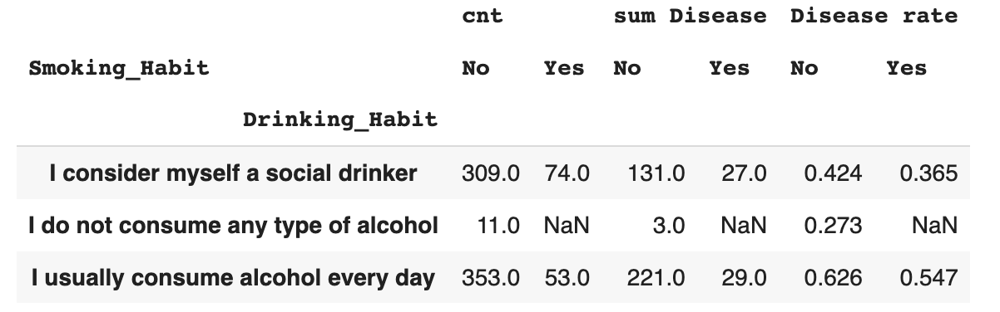 cnt sum Disease Disease rate
Smoking_Habit No Yes No Yes No Yes
Drinking_Habit
I consider myself a social drinker 309.0 74.0 131.0 27.0 0.424 0.365
I do not consume any type of alcohol 11.0 NaN 3.0 NaN 0.273 NaN
I usually consume alcohol every day 353.0 53.0 221.0 29.0 0.626 0.547